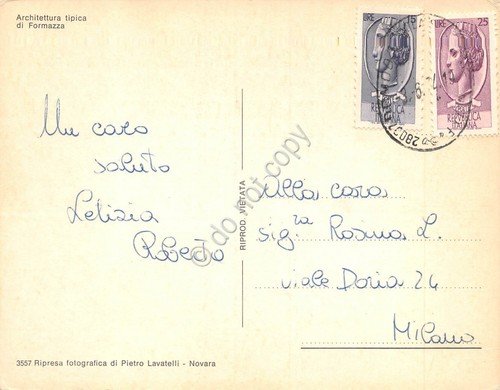 Architettura tipica
di Formazza
LIRE 15
LIRE 25
REPUBBLICA
ITALIANA
REPUBBLICA
ITALIANA
Un caro
saluto
Letizia
Roberto
RIPROD. VIETATA
Alla cara
sig.ra Rosina L.
viale Doria 24
Milano
3557 Ripresa fotografica di Pietro Lavatelli - Novara
© do not copy